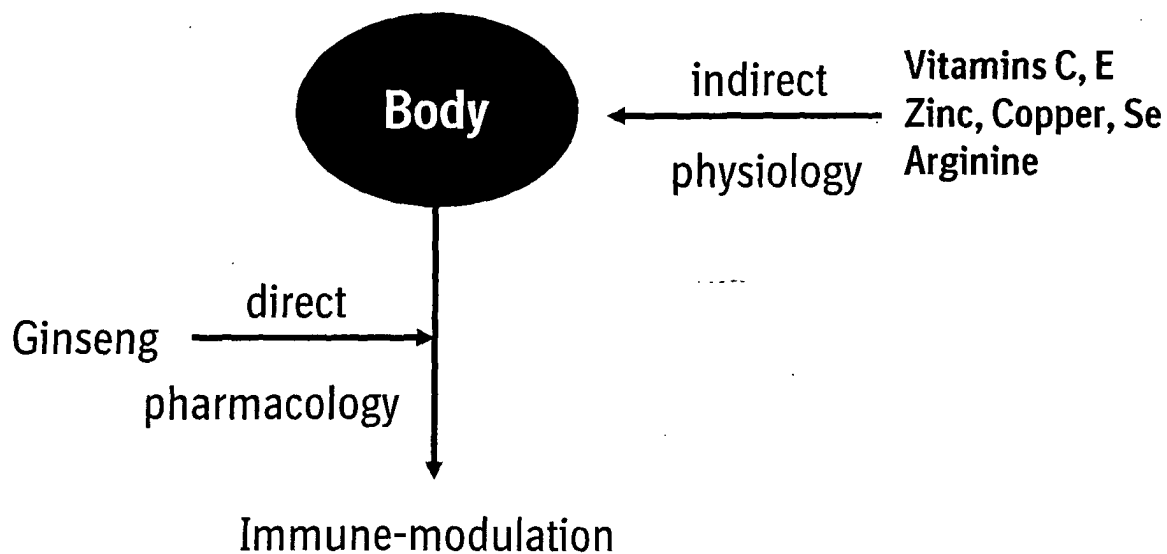 Body
indirect
physiology
Vitamins C, E
Zinc, Copper, Se
Arginine
direct
Ginseng
pharmacology
Immune-modulation